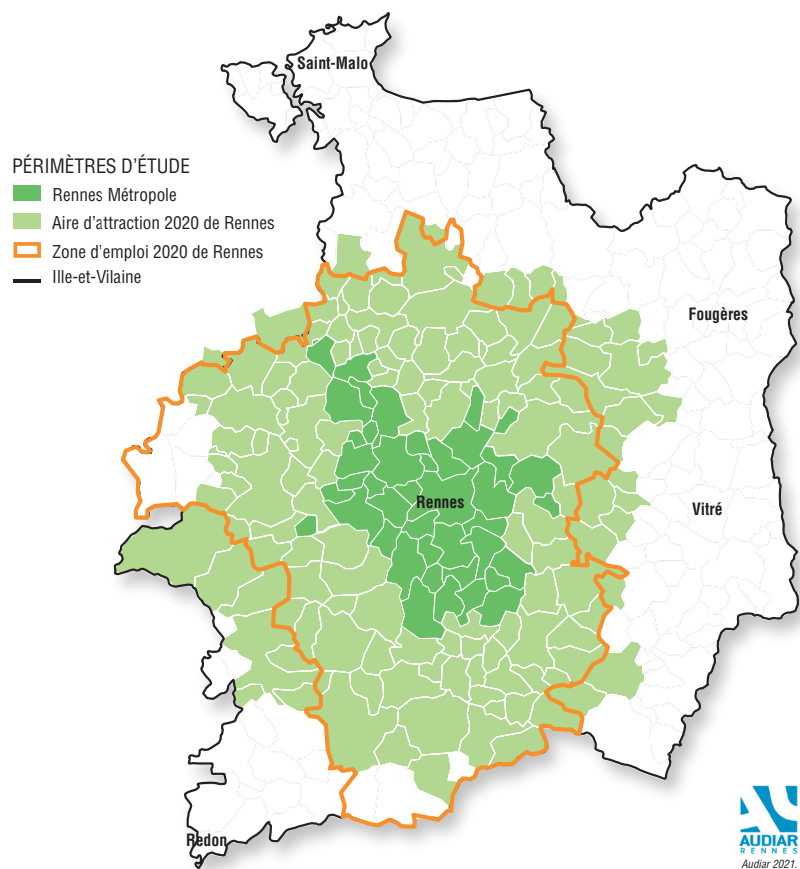 Saint-Malo
PÉRIMÈTRES D'ÉTUDE
Rennes Métropole
Aire d'attraction 2020 de Rennes
Zone d'emploi 2020 de Rennes
Ille-et-Vilaine
Fougères
Rennes
Vitré
Redon
AUDIAR
RENNES
Audiar 2021.